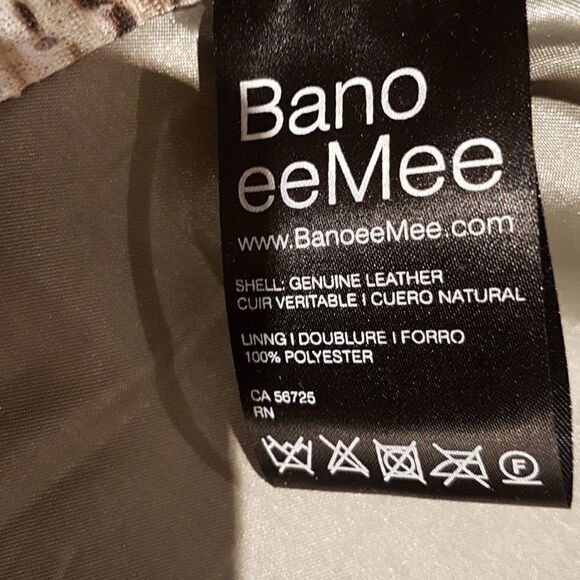 Bano
eeMee
www.BanoeeMee.com
SHELL: GENUINE LEATHER
CUIR VERITABLE I CUERO NATURAL
LINNG I DOUBLURE I FORRO
100% POLYESTER
CA 56725
RN
F